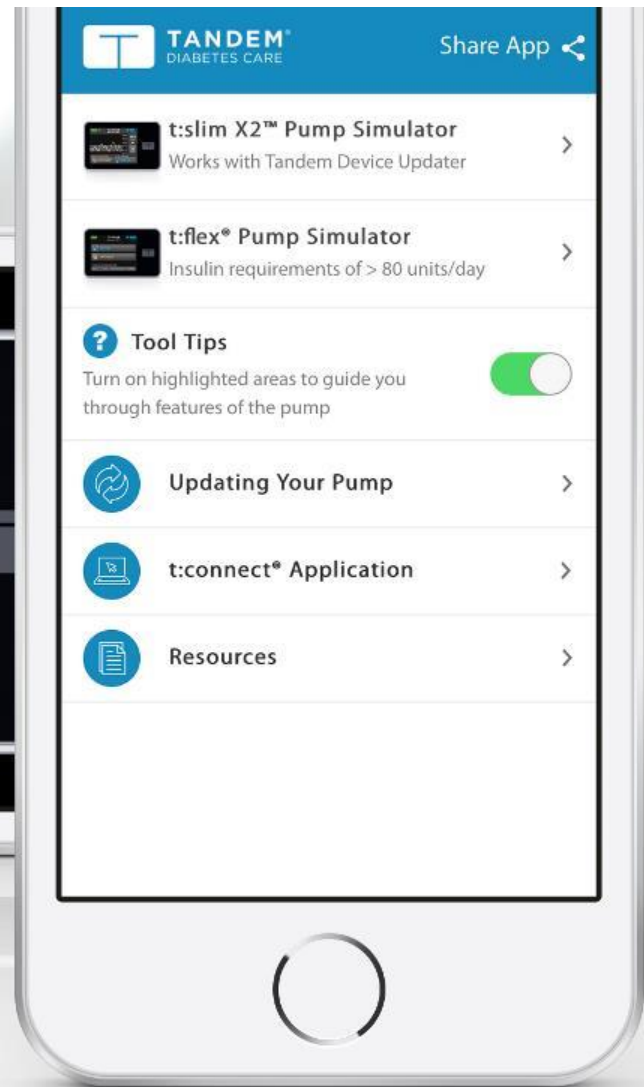 TANDEM®
DIABETES CARE
Share App
t:slim X2™ Pump Simulator
Works with Tandem Device Updater
t:flex® Pump Simulator
Insulin requirements of > 80 units/day
? Tool Tips
Turn on highlighted areas to guide you
through features of the pump
Updating Your Pump
t:connect® Application
Resources